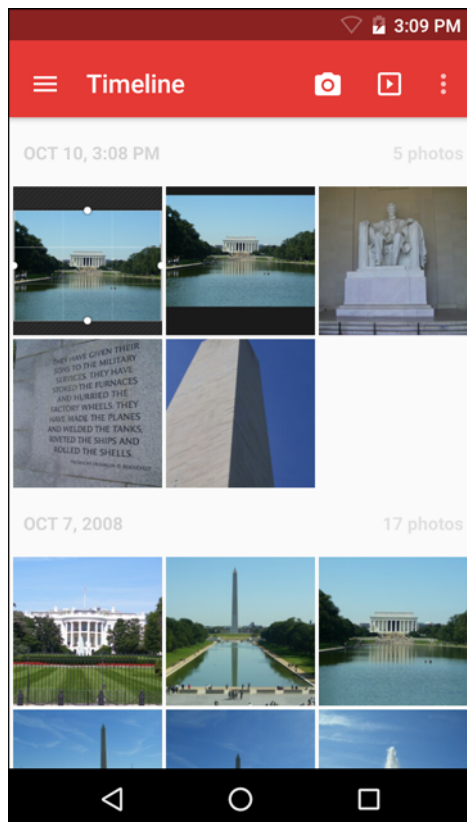 3:09 PM
Timeline
OCT 10, 3:08 PM
5 photos
THEY HAVE GIVEN THEIR
SONS TO THE MILITARY
SERVICES. THEY HAVE
STOKED THE FURNACES
AND HURRIED THE
FACTORY WHEELS. THEY
HAVE MADE THE PLANES
AND WELDED THE TANKS,
RIVETED THE SHIPS AND
ROLLED THE SHELLS.
OCT 7, 2008
17 photos